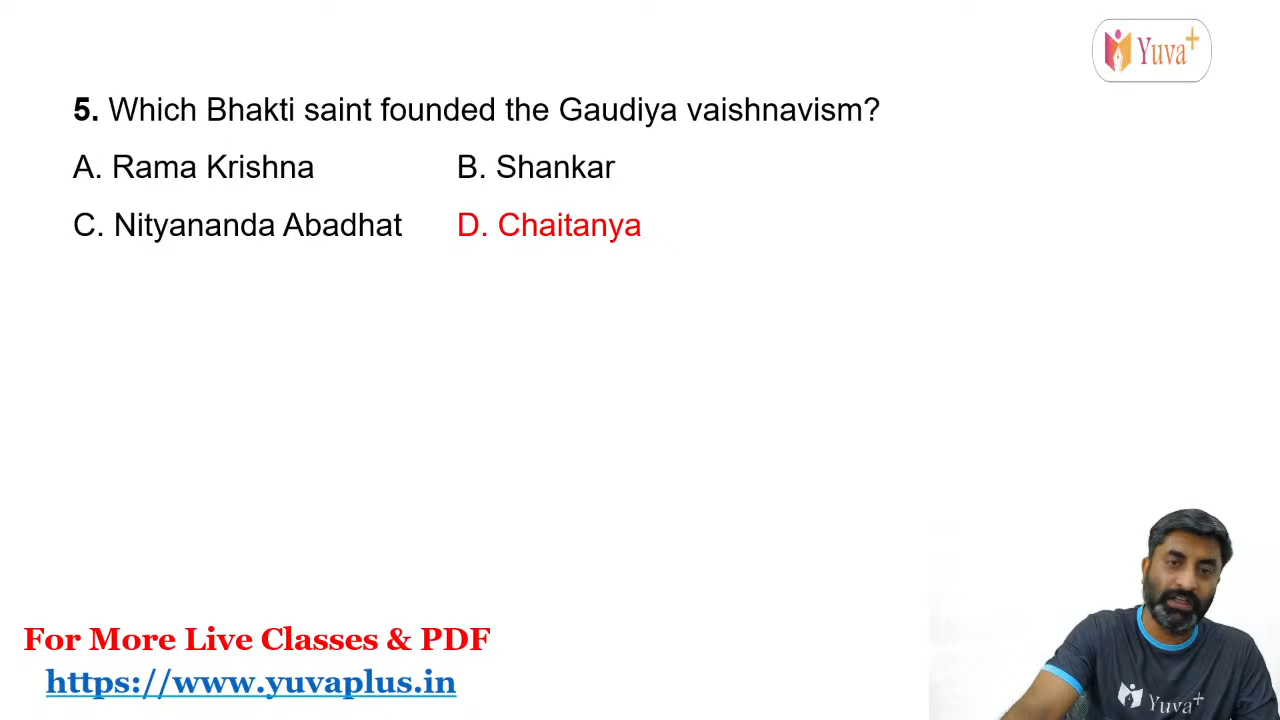 Yuva+
5. Which Bhakti saint founded the Gaudiya vaishnavism?
A. Rama Krishna B. Shankar
C. Nityananda Abadhat D. Chaitanya
For More Live Classes & PDF
https://www.yuvaplus.in
Yuva+